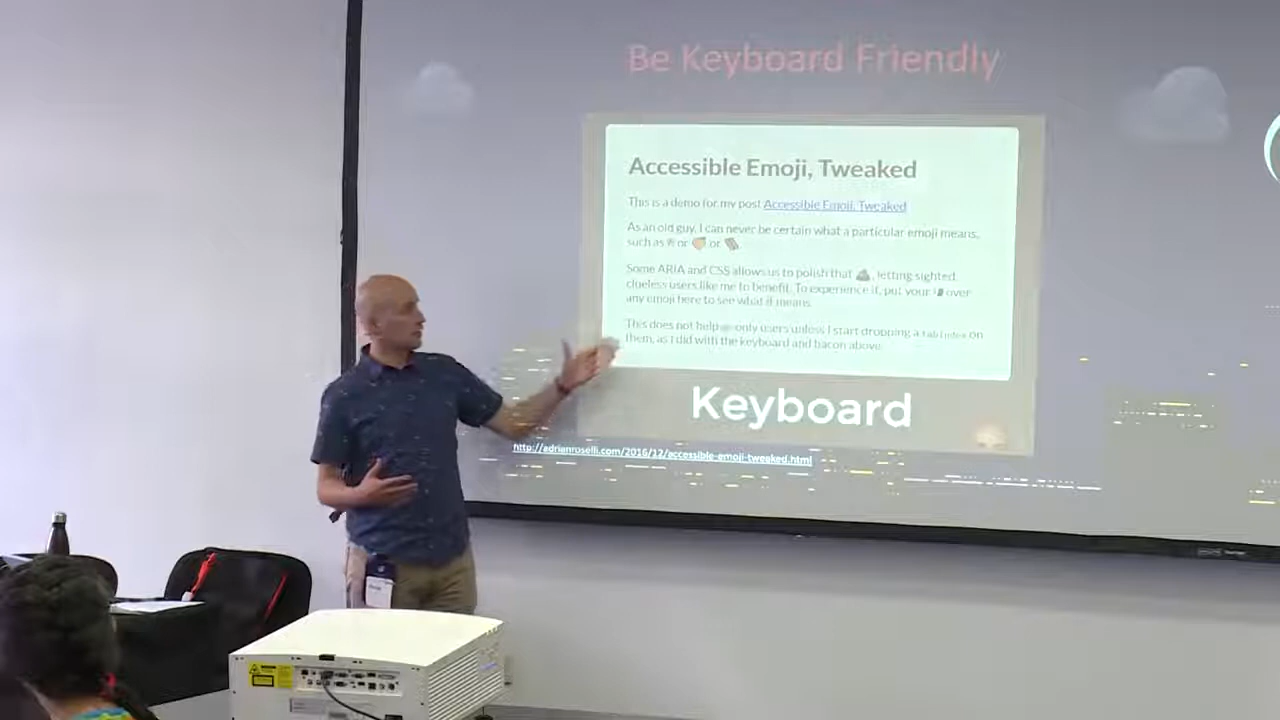 Be Keyboard Friendly
Accessible Emoji, Tweaked
This is a demo for my post Accessible Emoji, Tweaked
As an old guy, I can never be certain what a particular emoji means,
such as or or
Some ARIA and CSS allows us to polish that , letting sighted
clueless users like me to benefit. To experience it, put your over
any emoji here to see what it means.
This does not help -only users unless I start dropping a tabindex on
them, as I did with the keyboard and bacon above.
Keyboard
http://adrianroselli.com/2016/12/accessible-emoji-tweaked.html